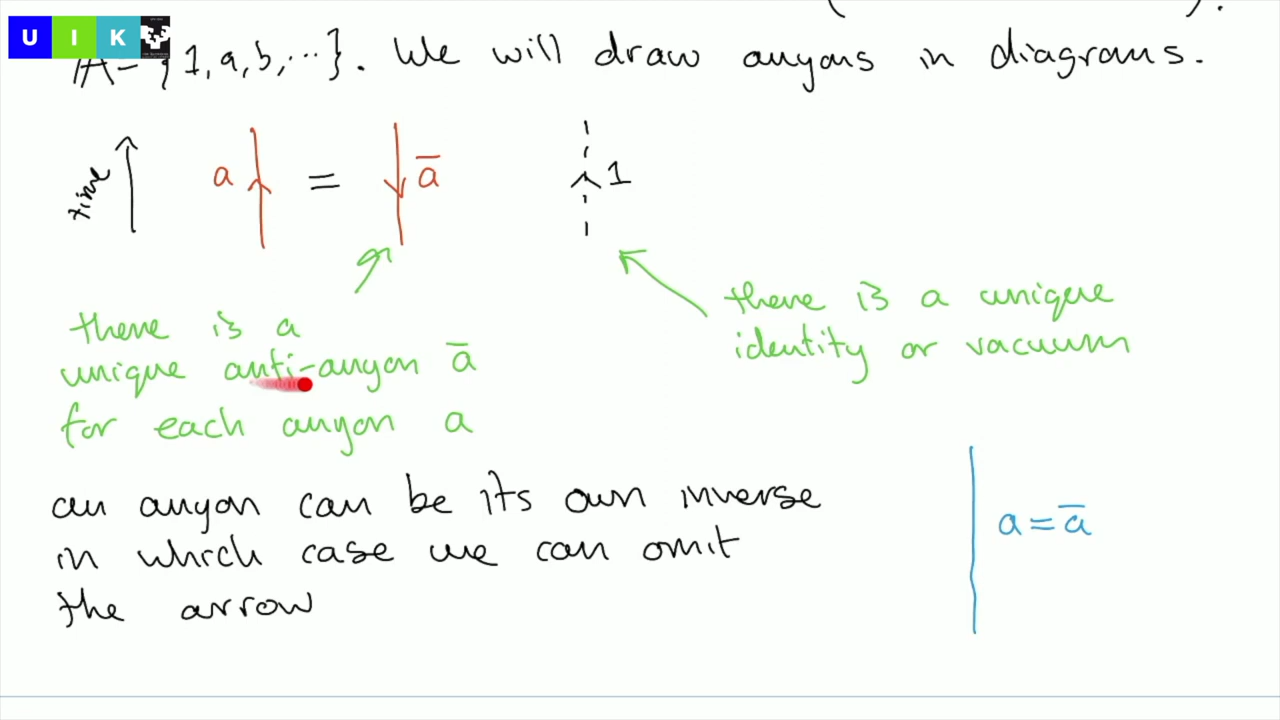 UIK
A = {1, a, b, ...}. We will draw anyons in diagrams.
time a = ā 1
there is a
unique anti-anyon ā
for each anyon a
there is a unique
identity or vacuum
an anyon can be its own inverse
in which case we can omit
the arrow
a = ā